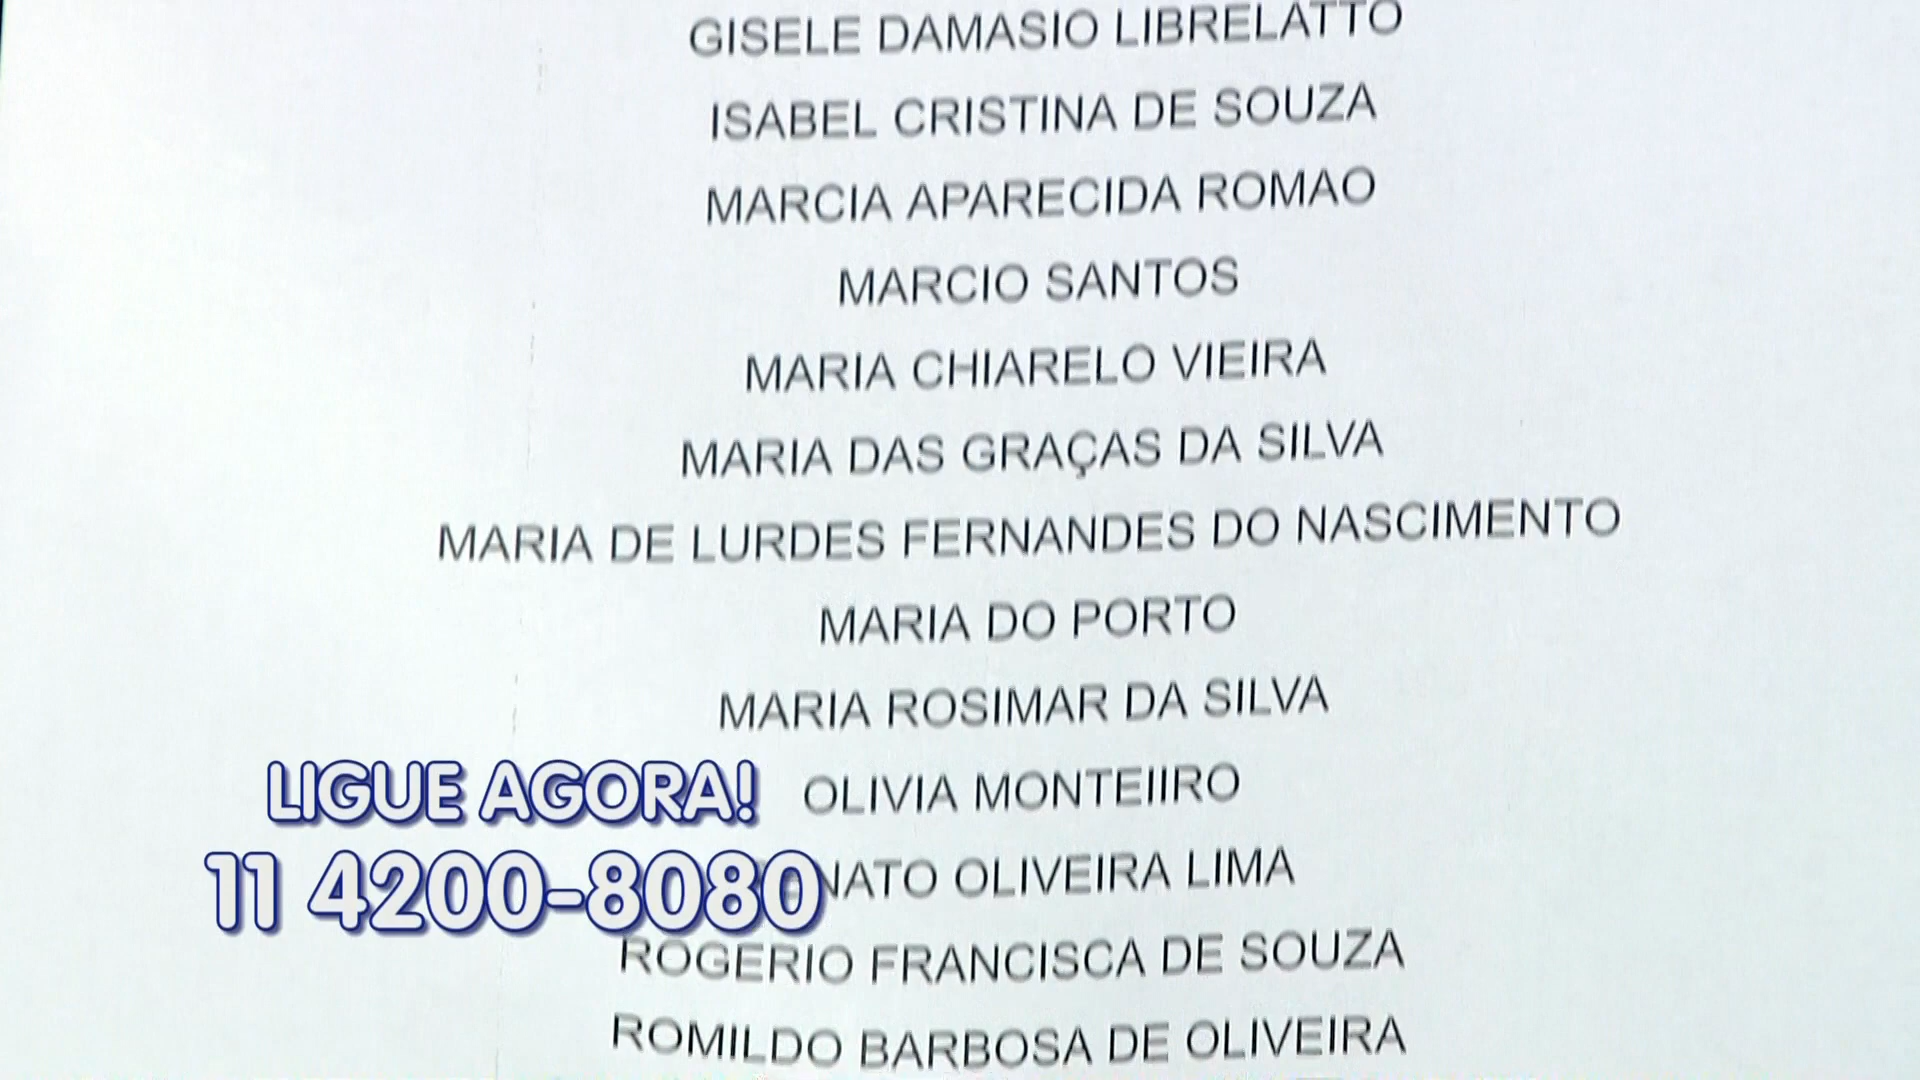 GISELE DAMASIO LIBRELATTO
ISABEL CRISTINA DE SOUZA
MARCIA APARECIDA ROMAO
MARCIO SANTOS
MARIA CHIARELO VIEIRA
MARIA DAS GRAÇAS DA SILVA
MARIA DE LURDES FERNANDES DO NASCIMENTO
MARIA DO PORTO
MARIA ROSIMAR DA SILVA
OLIVIA MONTEIIRO
OLIVEIRA LIMA
ROGERIO FRANCISCA DE SOUZA
ROMILDO BARBOSA DE OLIVEIRA
LIGUE AGORA!
11 4200-8080